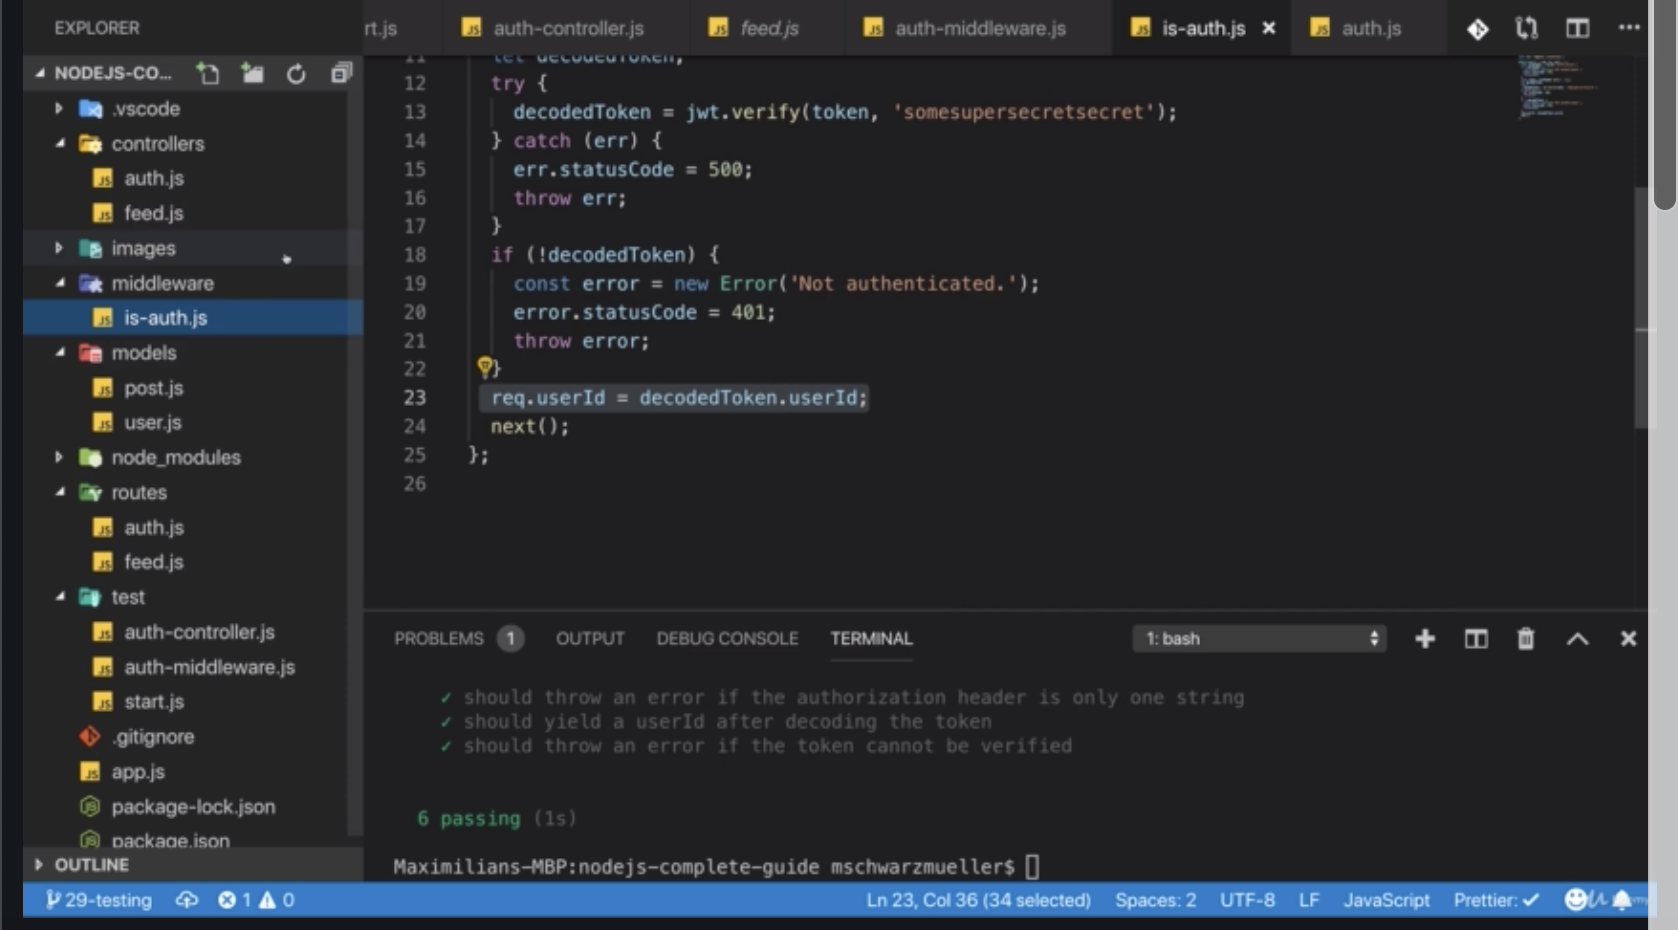 EXPLORER
rt.js
auth-controller.js
feed.js
auth-middleware.js
is-auth.js
auth.js
NODEJS-CO...
.vscode
controllers
auth.js
feed.js
images
middleware
is-auth.js
models
post.js
user.js
node_modules
routes
auth.js
feed.js
test
auth-controller.js
auth-middleware.js
start.js
.gitignore
app.js
package-lock.json
package.json
OUTLINE
11 let decodedToken;
12 try {
13 decodedToken = jwt.verify(token, 'somesupersecretsecret');
14 } catch (err) {
15 err.statusCode = 500;
16 throw err;
17 }
18 if (!decodedToken) {
19 const error = new Error('Not authenticated.');
20 error.statusCode = 401;
21 throw error;
22 }
23 req.userId = decodedToken.userId;
24 next();
25 };
26
PROBLEMS 1 OUTPUT DEBUG CONSOLE TERMINAL 1: bash
✓ should throw an error if the authorization header is only one string
✓ should yield a userId after decoding the token
✓ should throw an error if the token cannot be verified
6 passing (1s)
Maximilians-MBP:nodejs-complete-guide mschwarzmueller$
29-testing 1 0 Ln 23, Col 36 (34 selected) Spaces: 2 UTF-8 LF JavaScript Prettier: ✓